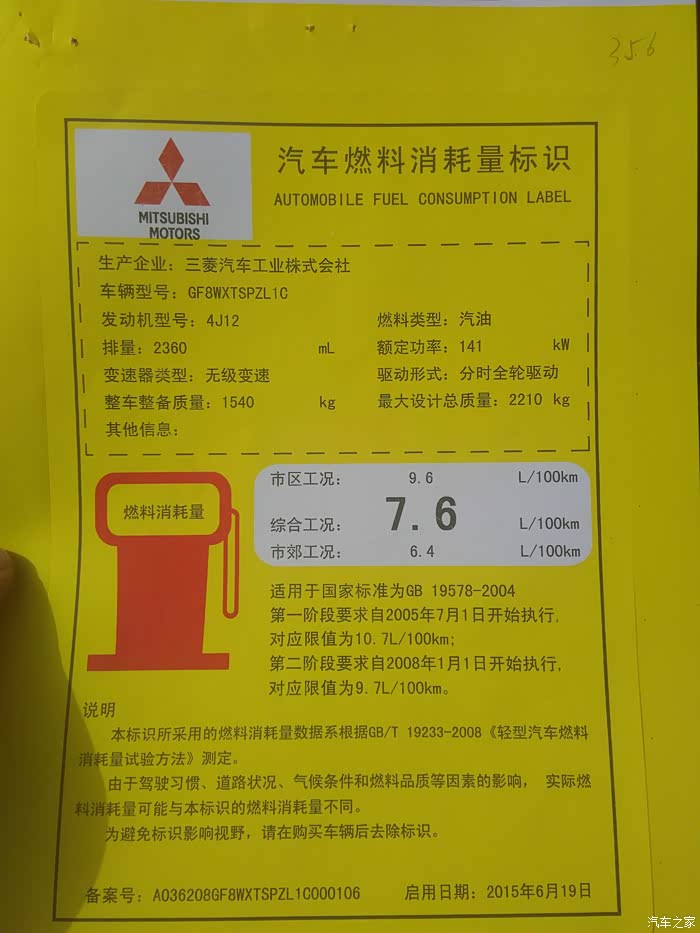 35.6
MITSUBISHI
MOTORS
汽车燃料消耗量标识
AUTOMOBILE FUEL CONSUMPTION LABEL
生产企业：三菱汽车工业株式会社
车辆型号：GF8WXTSPZL1C
发动机型号：4J12 燃料类型：汽油
排量：2360 mL 额定功率：141 kW
变速器类型：无级变速 驱动形式：分时全轮驱动
整车整备质量：1540 kg 最大设计总质量：2210 kg
其他信息：
燃料消耗量
市区工况： 9.6 L/100km
综合工况： 7.6 L/100km
市郊工况： 6.4 L/100km
适用于国家标准为GB 19578-2004
第一阶段要求自2005年7月1日开始执行，
对应限值为10.7L/100km；
第二阶段要求自2008年1月1日开始执行，
对应限值为9.7L/100km。
说明
本标识所采用的燃料消耗量数据系根据GB/T 19233-2008《轻型汽车燃料
消耗量试验方法》测定。
由于驾驶习惯、道路状况、气候条件和燃料品质等因素的影响， 实际燃
料消耗量可能与本标识的燃料消耗量不同。
为避免标识影响视野，请在购买车辆后去除标识。
备案号：A036208GF8WXTSPZL1C000106 启用日期：2015年6月19日
汽车之家